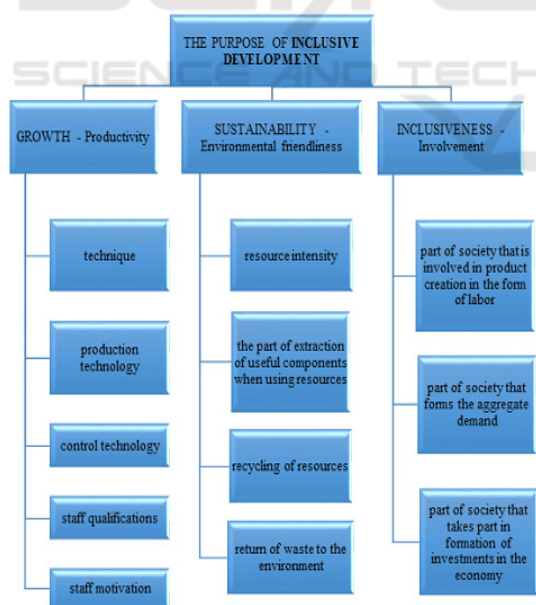 THE PURPOSE OF INCLUSIVE
DEVELOPMENT
SCIENCE AND TECH
GROWTH - Productivity
SUSTAINABILITY -
Environmental friendliness
INCLUSIVENESS -
Involvement
technique
production
technology
control technology
staff qualifications
staff motivation
resource intensity
the part of extraction
of useful components
when using resources
recycling of resources
return of waste to the
environment
part of society that is
involved in product
creation in the form
of labor
part of society that
forms the aggregate
demand
part of society that
takes part in
formation of
investments in the
economy